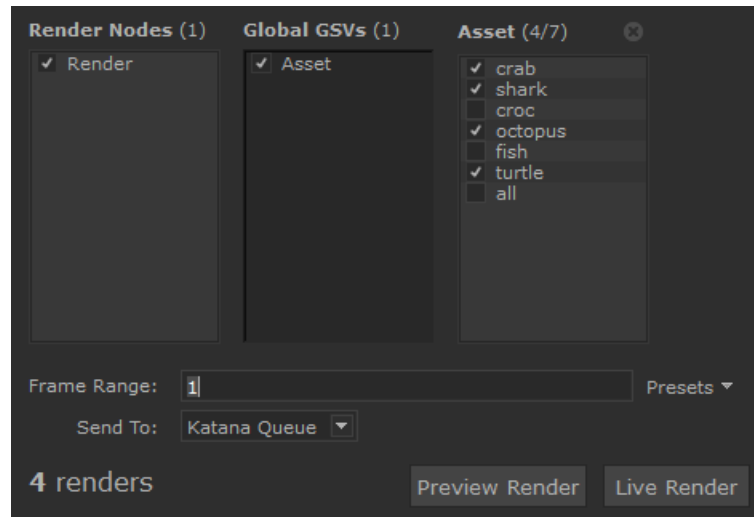 Render Nodes (1) Global GSVs (1) Asset (4/7)
Render
Asset
crab
shark
croc
octopus
fish
turtle
all
Frame Range: 1 Presets
Send To: Katana Queue
4 renders Preview Render Live Render